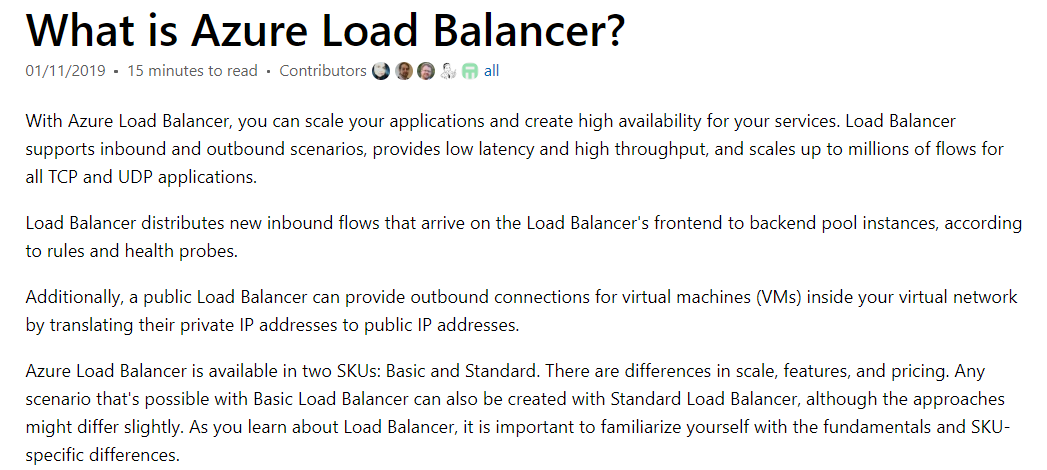 What is Azure Load Balancer?
01/11/2019 • 15 minutes to read • Contributors all
With Azure Load Balancer, you can scale your applications and create high availability for your services. Load Balancer
supports inbound and outbound scenarios, provides low latency and high throughput, and scales up to millions of flows for
all TCP and UDP applications.
Load Balancer distributes new inbound flows that arrive on the Load Balancer's frontend to backend pool instances, according
to rules and health probes.
Additionally, a public Load Balancer can provide outbound connections for virtual machines (VMs) inside your virtual network
by translating their private IP addresses to public IP addresses.
Azure Load Balancer is available in two SKUs: Basic and Standard. There are differences in scale, features, and pricing. Any
scenario that's possible with Basic Load Balancer can also be created with Standard Load Balancer, although the approaches
might differ slightly. As you learn about Load Balancer, it is important to familiarize yourself with the fundamentals and SKU-
specific differences.